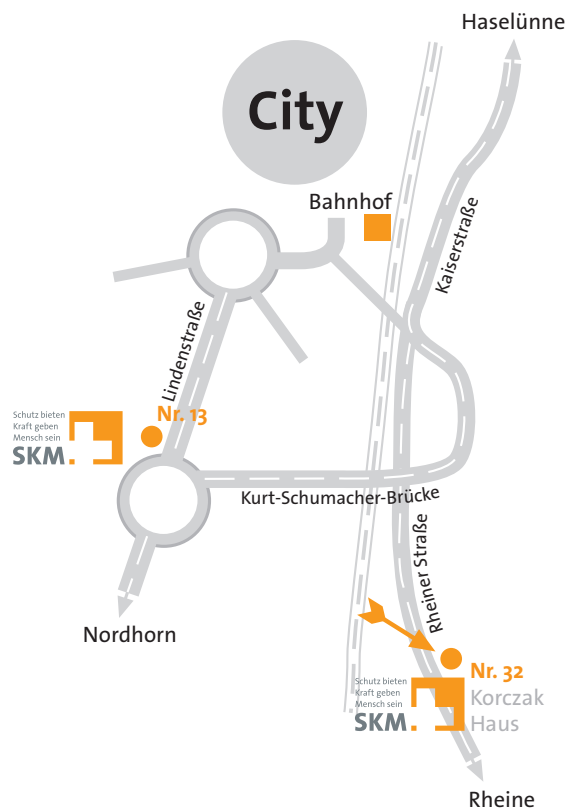 Haselünne
City
Bahnhof
Kaiserstraße
Lindenstraße
Nr. 13
Schutz bieten
Kraft geben
Mensch sein
SKM
Kurt-Schumacher-Brücke
Rheiner Straße
Nordhorn
Nr. 32
Schutz bieten
Kraft geben
Mensch sein
SKM
Korczak
Haus
Rheine